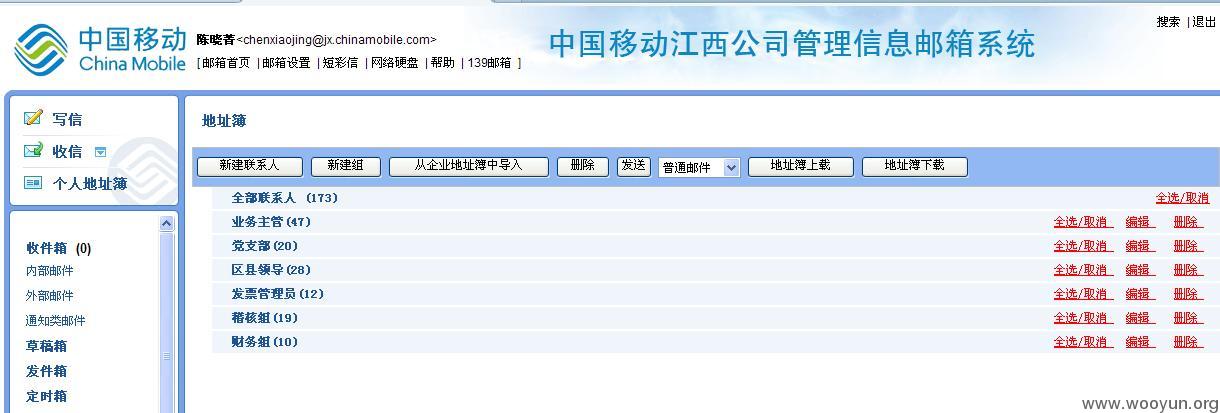 搜索 |退出
中国移动
China Mobile
陈晓菁<chenxiaojing@jx.chinamobile.com>
[邮箱首页 |邮箱设置 |短彩信 |网络硬盘 |帮助 |139邮箱 ]
中国移动江西公司管理信息邮箱系统
写信
收信
个人地址簿
收件箱 (0)
内部邮件
外部邮件
通知类邮件
草稿箱
发件箱
定时箱
地址簿
新建联系人 新建组 从企业地址簿中导入 删除 发送 普通邮件 地址簿上载 地址簿下载
全部联系人 (173) 全选/取消
业务主管(47) 全选/取消 编辑 删除
党支部(20) 全选/取消 编辑 删除
区县领导(28) 全选/取消 编辑 删除
发票管理员(12) 全选/取消 编辑 删除
稽核组(19) 全选/取消 编辑 删除
财务组(10) 全选/取消 编辑 删除
www.wooyun.org